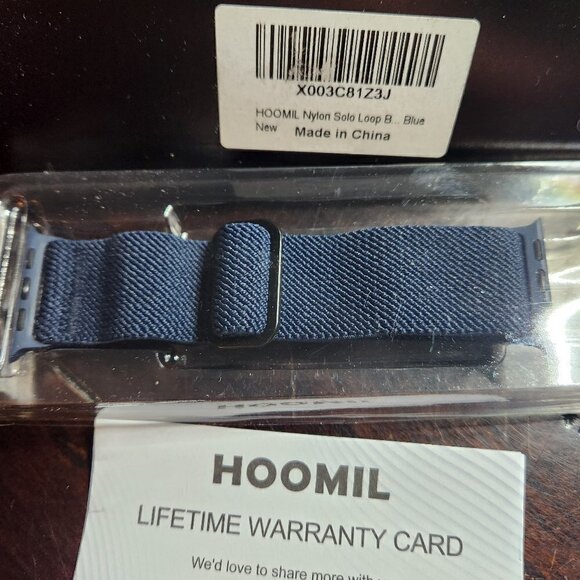 X003C81Z3J
HOOMIL Nylon Solo Loop B... Blue
New Made in China
HOOMIL
LIFETIME WARRANTY CARD
We'd love to share more with